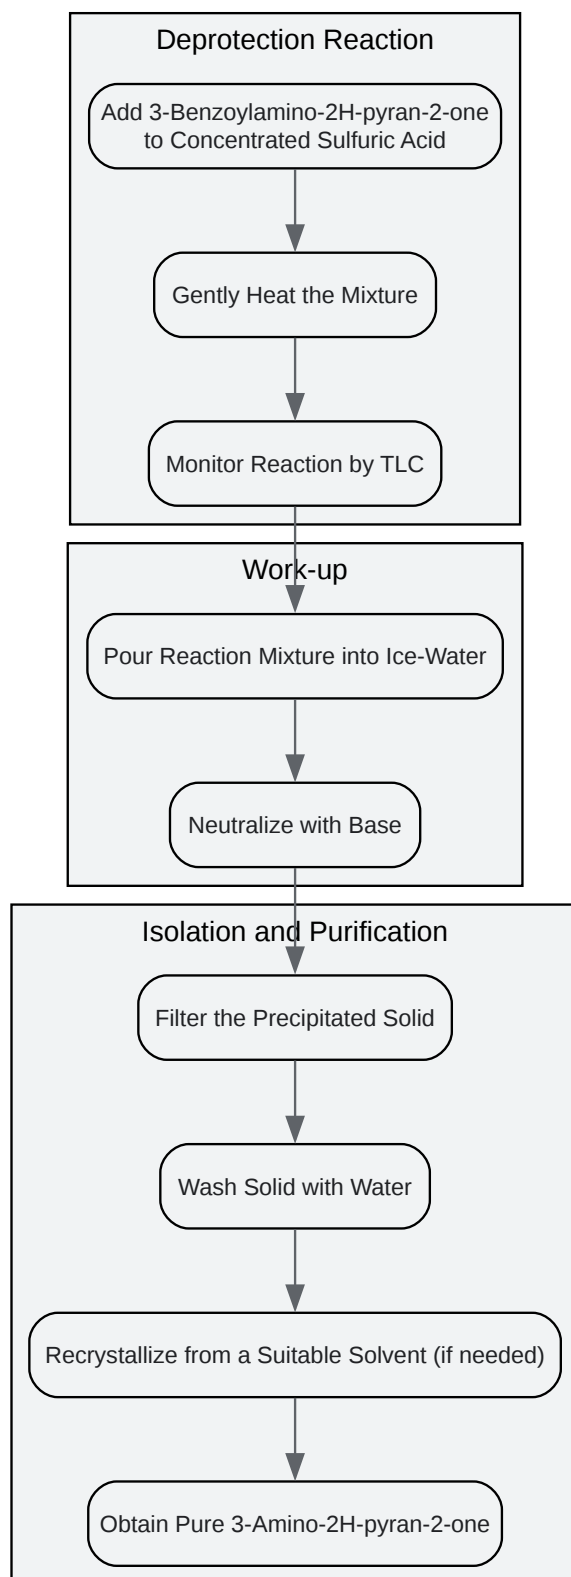 Deprotection Reaction
Add 3-Benzoylamino-2H-pyran-2-one
to Concentrated Sulfuric Acid
Gently Heat the Mixture
Monitor Reaction by TLC
Work-up
Pour Reaction Mixture into Ice-Water
Neutralize with Base
Isolation and Purification
Filter the Precipitated Solid
Wash Solid with Water
Recrystallize from a Suitable Solvent (if needed)
Obtain Pure 3-Amino-2H-pyran-2-one